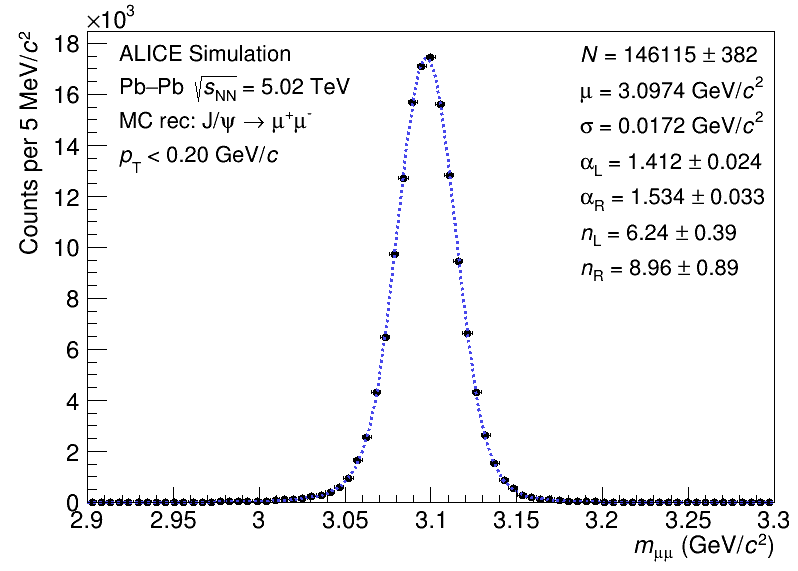 ×10³
Counts per 5 MeV/c²
18
16
14
12
10
8
6
4
2
0
ALICE Simulation
Pb–Pb √sNN = 5.02 TeV
MC rec: J/ψ → μ⁺μ⁻
pT < 0.20 GeV/c
N = 146115 ± 382
μ = 3.0974 GeV/c²
σ = 0.0172 GeV/c²
αL = 1.412 ± 0.024
αR = 1.534 ± 0.033
nL = 6.24 ± 0.39
nR = 8.96 ± 0.89
2.9 2.95 3 3.05 3.1 3.15 3.2 3.25 3.3
mμμ (GeV/c²)